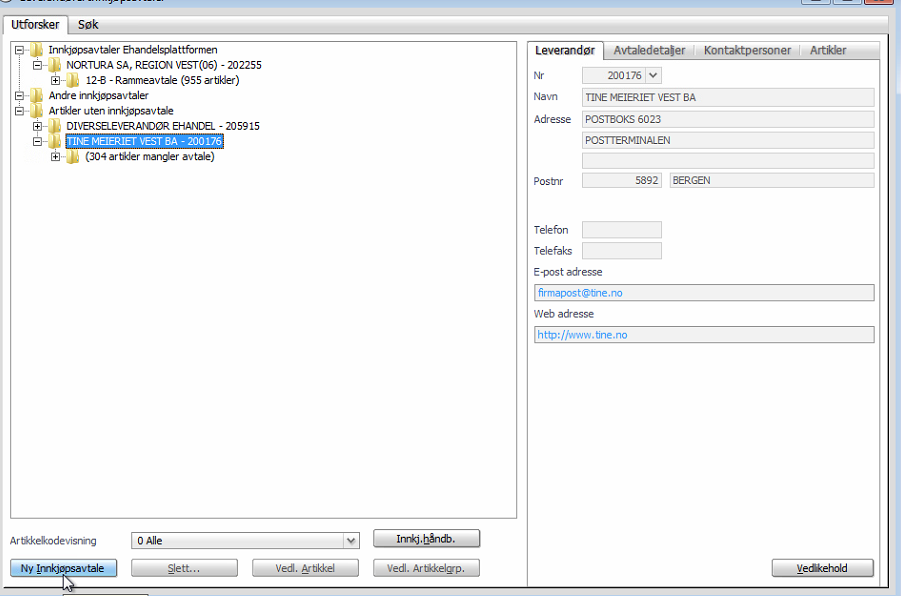 Utforsker Søk
Innkjøpsavtaler Ehandelsplattformen
NORTURA SA, REGION VEST(06) - 202255
12-B - Rammeavtale (955 artikler)
Andre innkjøpsavtaler
Artikler uten innkjøpsavtale
DIVERSELEVERANDØR EHANDEL - 205915
TINE MEIERIET VEST BA - 200176
(304 artikler mangler avtale)
Artikkelkodevisning 0 Alle Innkj.håndb.
Ny Innkjøpsavtale Slett... Vedl. Artikkel Vedl. Artikkelgrp.
Leverandør Avtaledetaljer Kontaktpersoner Artikler
Nr 200176
Navn TINE MEIERIET VEST BA
Adresse POSTBOKS 6023
POSTTERMINALEN
Postnr 5892 BERGEN
Telefon
Telefaks
E-post adresse
firmapost@tine.no
Web adresse
http://www.tine.no
Vedlikehold